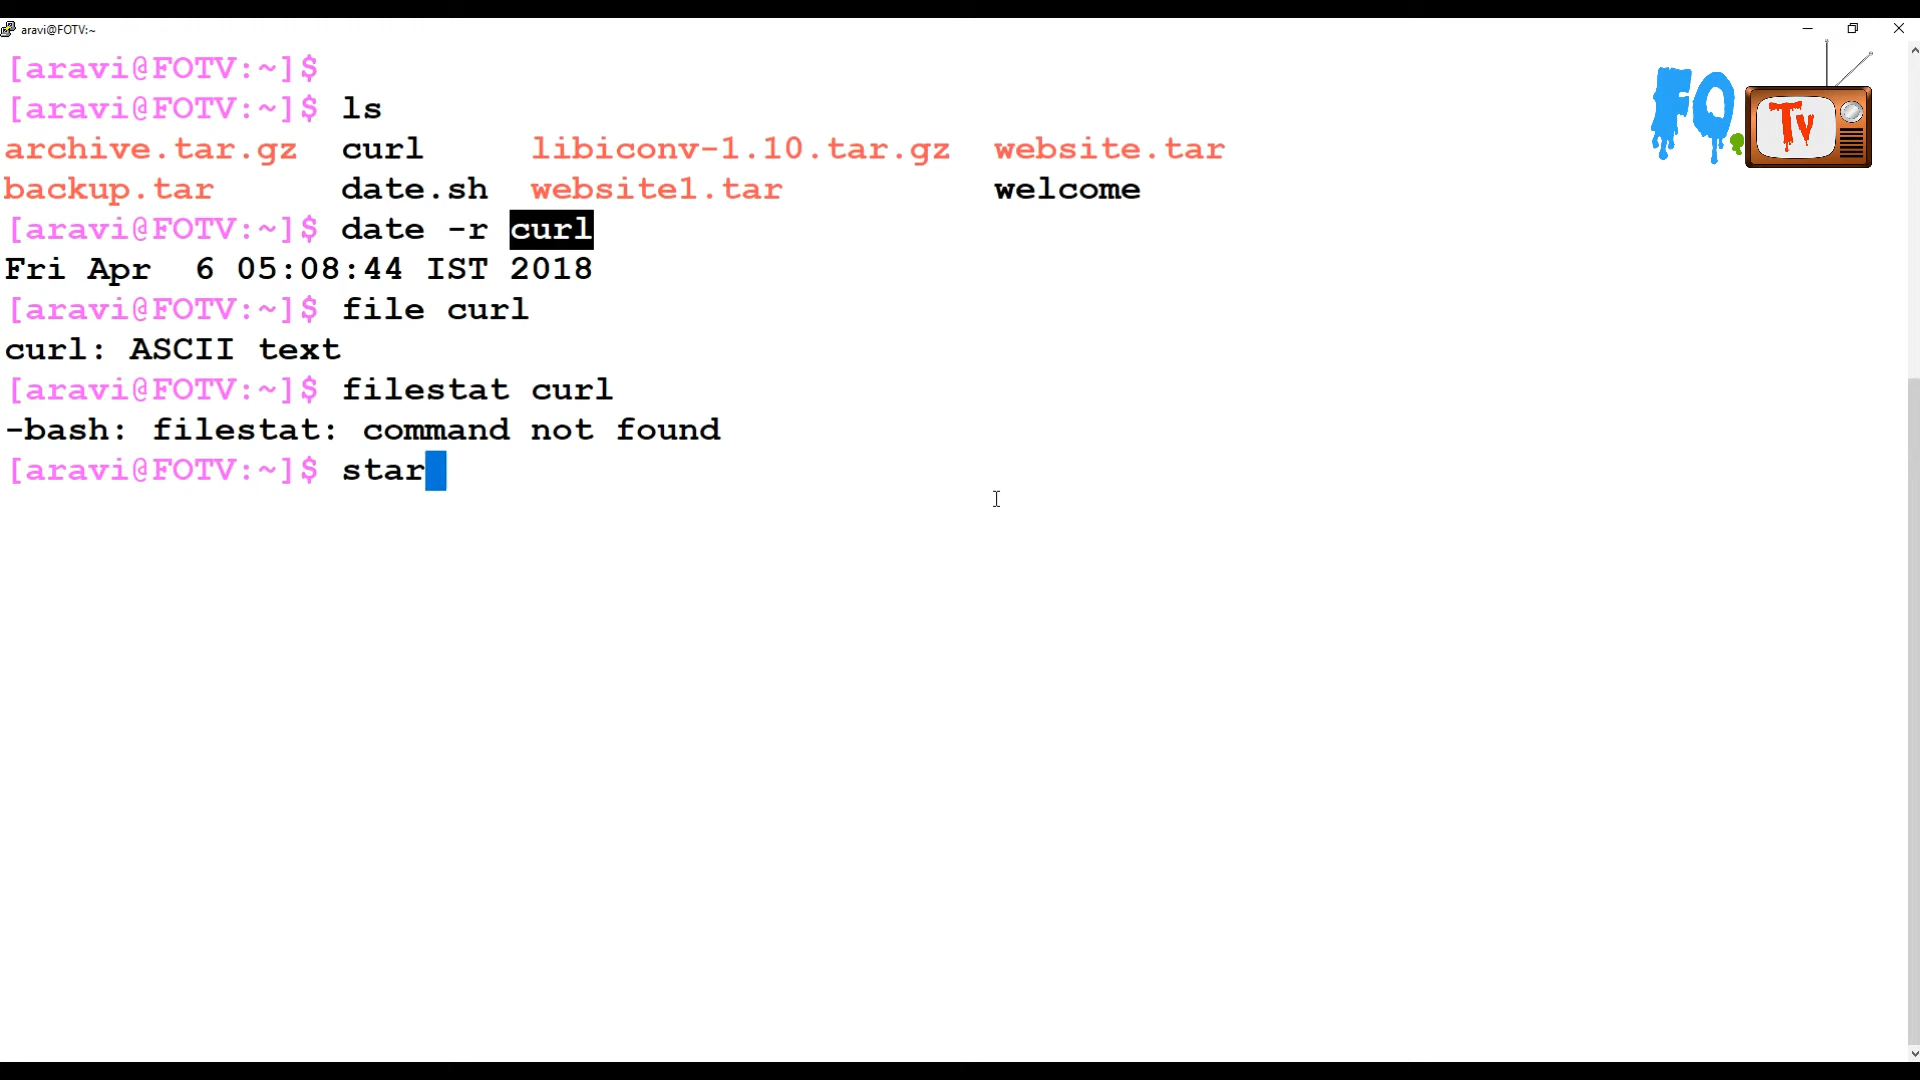 aravi@FOTV:~
[aravi@FOTV:~]$
[aravi@FOTV:~]$ ls
archive.tar.gz  curl     libiconv-1.10.tar.gz  website.tar
backup.tar      date.sh  website1.tar          welcome
[aravi@FOTV:~]$ date -r curl
Fri Apr  6 05:08:44 IST 2018
[aravi@FOTV:~]$ file curl
curl: ASCII text
[aravi@FOTV:~]$ filestat curl
-bash: filestat: command not found
[aravi@FOTV:~]$ star
FO.
Tv